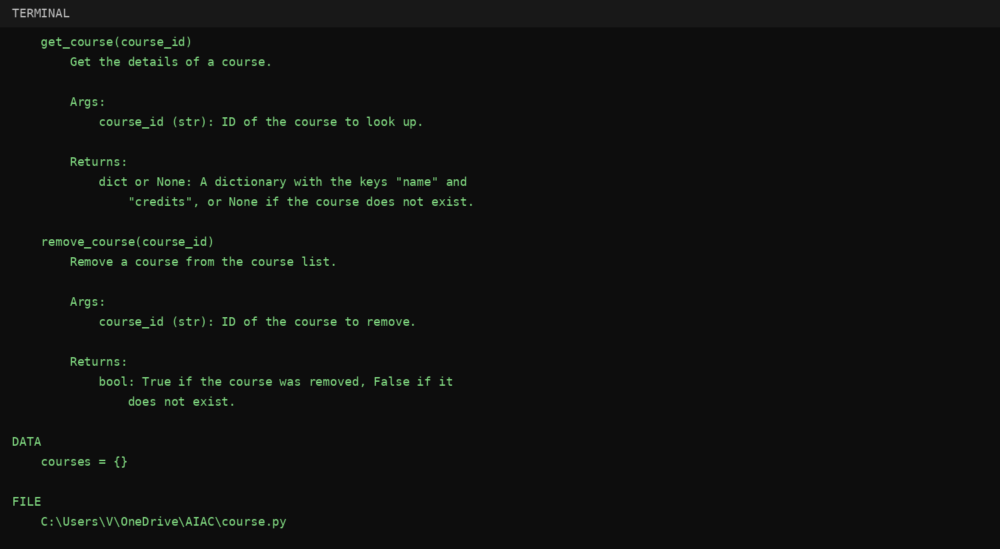 TERMINAL
get_course(course_id)
Get the details of a course.
Args:
course_id (str): ID of the course to look up.
Returns:
dict or None: A dictionary with the keys "name" and
"credits", or None if the course does not exist.
remove_course(course_id)
Remove a course from the course list.
Args:
course_id (str): ID of the course to remove.
Returns:
bool: True if the course was removed, False if it
does not exist.
DATA
courses = {}
FILE
C:\Users\V\OneDrive\AIAC\course.py